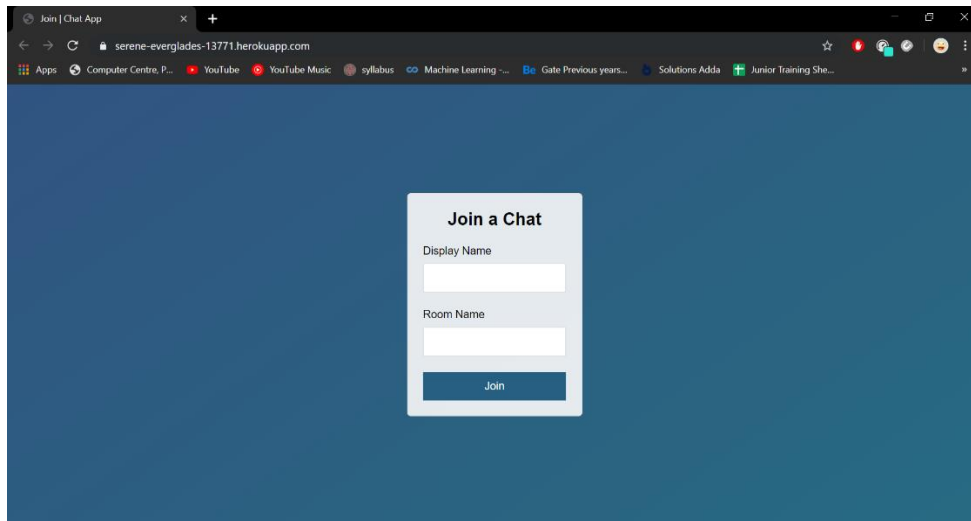 Join | Chat App
serene-everglades-13771.herokuapp.com
Apps Computer Centre, P... YouTube YouTube Music syllabus Machine Learning -... Be Gate Previous years... Solutions Adda Junior Training She...
Join a Chat
Display Name
Room Name
Join